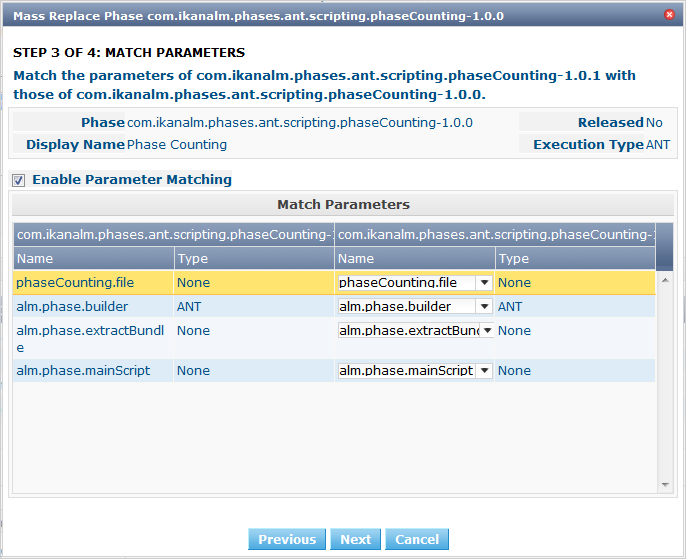 Mass Replace Phase com.ikanalm.phases.ant.scripting.phaseCounting-1.0.0
STEP 3 OF 4: MATCH PARAMETERS
Match the parameters of com.ikanalm.phases.ant.scripting.phaseCounting-1.0.1 with
those of com.ikanalm.phases.ant.scripting.phaseCounting-1.0.0.
Phase com.ikanalm.phases.ant.scripting.phaseCounting-1.0.0 Released No
Display Name Phase Counting Execution Type ANT
Enable Parameter Matching
Match Parameters
com.ikanalm.phases.ant.scripting.phaseCounting-1 com.ikanalm.phases.ant.scripting.phaseCounting-1
Name Type Name Type
phaseCounting.file None phaseCounting.file None
alm.phase.builder ANT alm.phase.builder ANT
alm.phase.extractBundl None alm.phase.extractBund None
e
alm.phase.mainScript None alm.phase.mainScript None
Previous Next Cancel